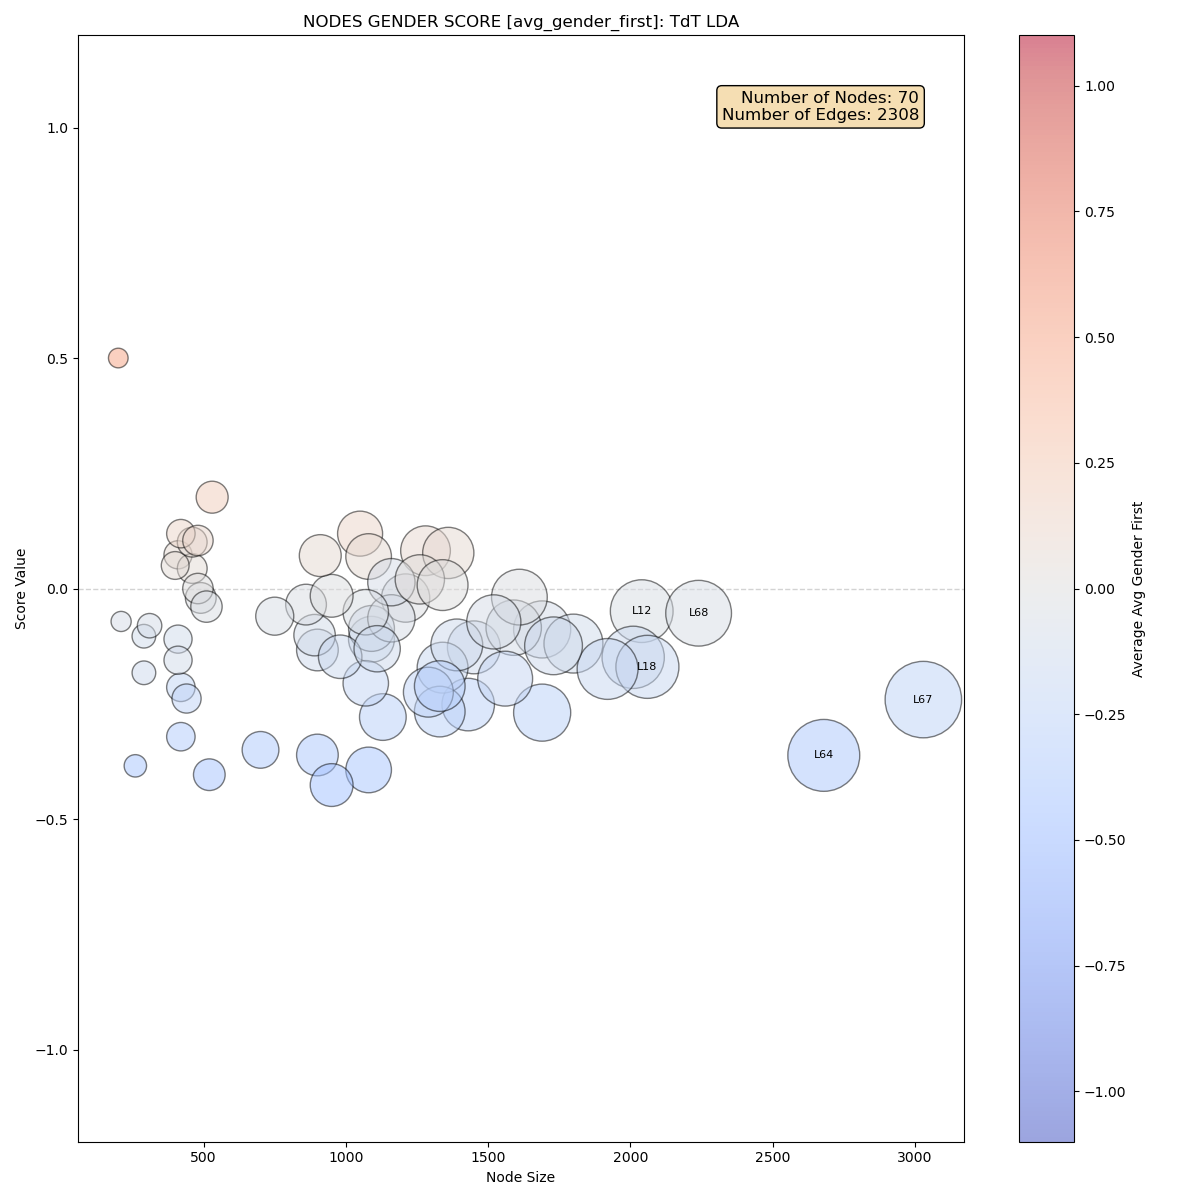 NODES GENDER SCORE [avg_gender_first]: TdT LDA
Number of Nodes: 70
Number of Edges: 2308
Score Value
1.0
0.5
0.0
−0.5
−1.0
L12
L68
L18
L67
L64
500
1000
1500
2000
2500
3000
Node Size
1.00
0.75
0.50
0.25
0.00
−0.25
−0.50
−0.75
−1.00
Average Avg Gender First